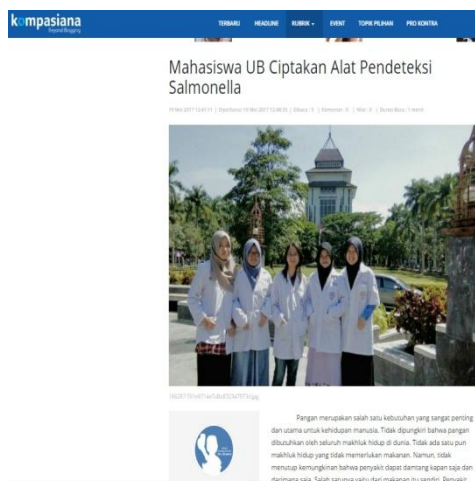 kompasiana
Beyond Blogging
TERBARU HEADLINE RUBRIK EVENT TOPIK PILIHAN PRO KONTRA
Mahasiswa UB Ciptakan Alat Pendeteksi
Salmonella
Pangan merupakan salah satu kebutuhan yang sangat penting
dan utama untuk kehidupan manusia. Tidak dipungkiri bahwa pangan
dibutuhkan oleh seluruh makhluk hidup di dunia. Tidak ada satu pun
makhluk hidup yang tidak memerlukan makanan. Namun, tidak
menutup kemungkinan bahwa penyakit dapat damtang kapan saja dan
darimana saja. Salah satunya yaitu dari makanan itu sendiri. Penyakit